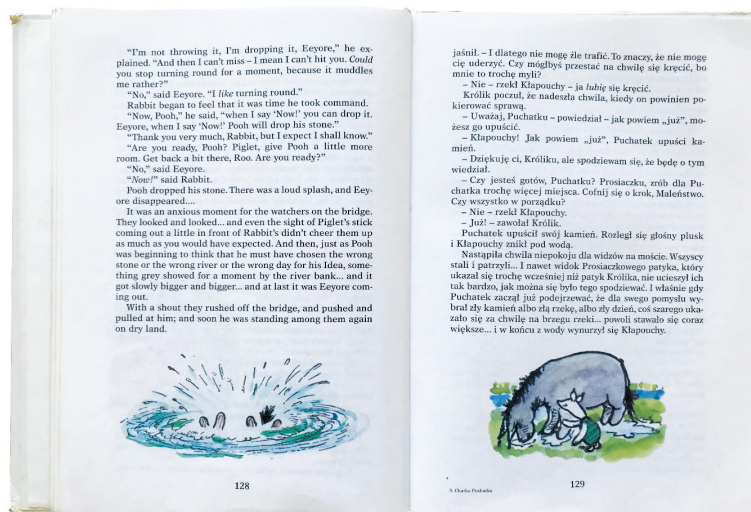 “I'm not throwing it, I'm dropping it, Eeyore,” he ex-
plained. “And then I can't miss – I mean I can't hit you. Could
you stop turning round for a moment, because it muddles
me rather?”
“No,” said Eeyore. “I like turning round.”
Rabbit began to feel that it was time he took command.
“Now, Pooh,” he said, “when I say ‘Now!’ you can drop it.
Eeyore, when I say ‘Now!’ Pooh will drop his stone.”
“Thank you very much, Rabbit, but I expect I shall know.”
“Are you ready, Pooh? Piglet, give Pooh a little more
room. Get back a bit there, Roo. Are you ready?”
“No,” said Eeyore.
“Now!” said Rabbit.
Pooh dropped his stone. There was a loud splash, and Eey-
ore disappeared....
It was an anxious moment for the watchers on the bridge.
They looked and looked... and even the sight of Piglet's stick
coming out a little in front of Rabbit's didn't cheer them up
as much as you would have expected. And then, just as Pooh
was beginning to think that he must have chosen the wrong
stone or the wrong river or the wrong day for his Idea, some-
thing grey showed for a moment by the river bank... and it
got slowly bigger and bigger... and at last it was Eeyore com-
ing out.
With a shout they rushed off the bridge, and pushed and
pulled at him; and soon he was standing among them again
on dry land.
128
jaśnił. – I dlatego nie mogę źle trafić. To znaczy, że nie mogę
cię uderzyć. Czy mógłbyś przestać na chwilę się kręcić, bo
mnie to trochę myli?
– Nie – rzekł Kłapouchy – ja lubię się kręcić.
Królik poczuł, że nadeszła chwila, kiedy on powinien po-
kierować sprawą.
– Uważaj, Puchatku – powiedział – jak powiem „już”, mo-
żesz go upuścić.
– Kłapouchy! Jak powiem „już”, Puchatek upuści ka-
mień.
– Dziękuję ci, Króliku, ale spodziewam się, że będę o tym
wiedział.
– Czy jesteś gotów, Puchatku? Prosiaczku, zrób dla Pu-
chatka trochę więcej miejsca. Cofnij się o krok, Maleństwo.
Czy wszystko w porządku?
– Nie – rzekł Kłapouchy.
– Już! – zawołał Królik.
Puchatek upuścił swój kamień. Rozległ się głośny plusk
i Kłapouchy znikł pod wodą.
Nastąpiła chwila niepokoju dla widzów na moście. Wszyscy
stali i patrzyli... I nawet widok Prosiaczkowego patyka, który
ukazał się trochę wcześniej niż patyk Królika, nie ucieszył ich
tak bardzo, jak można się było tego spodziewać. I właśnie gdy
Puchatek zaczął już podejrzewać, że dla swego pomysłu wy-
brał zły kamień albo złą rzekę, albo zły dzień, coś szarego uka-
zało się za chwilę na brzegu rzeki... powoli stawało się coraz
większe... i w końcu z wody wynurzył się Kłapouchy.
9. Chatka Puchatka
129